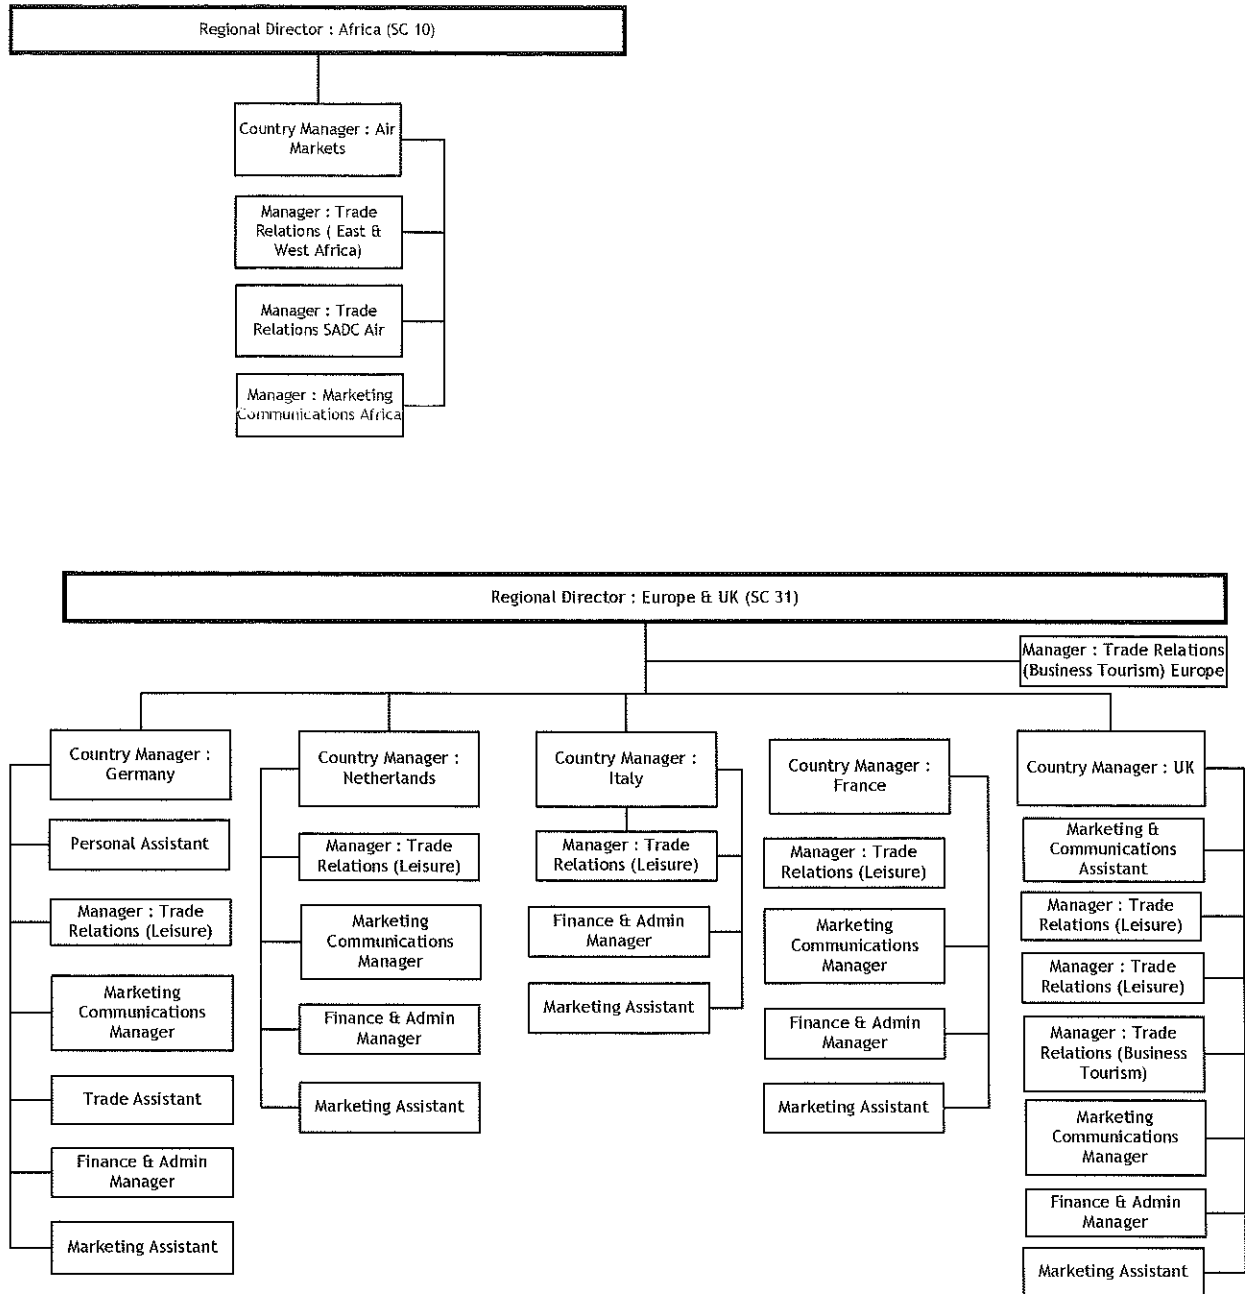 Regional Director : Africa (SC 10)
Country Manager : Air
Markets
Manager : Trade
Relations ( East &
West Africa)
Manager : Trade
Relations SADC Air
Manager : Marketing
Communications Africa
Regional Director : Europe & UK (SC 31)
Manager : Trade Relations
(Business Tourism) Europe
Country Manager :
Germany
Personal Assistant
Manager : Trade
Relations (Leisure)
Marketing
Communications
Manager
Trade Assistant
Finance & Admin
Manager
Marketing Assistant
Country Manager :
Netherlands
Manager : Trade
Relations (Leisure)
Marketing
Communications
Manager
Finance & Admin
Manager
Marketing Assistant
Country Manager :
Italy
Manager : Trade
Relations (Leisure)
Finance & Admin
Manager
Marketing Assistant
Country Manager :
France
Manager : Trade
Relations (Leisure)
Marketing
Communications
Manager
Finance & Admin
Manager
Marketing Assistant
Country Manager : UK
Marketing &
Communications
Assistant
Manager : Trade
Relations (Leisure)
Manager : Trade
Relations (Leisure)
Manager : Trade
Relations (Business
Tourism)
Marketing
Communications
Manager
Finance & Admin
Manager
Marketing Assistant